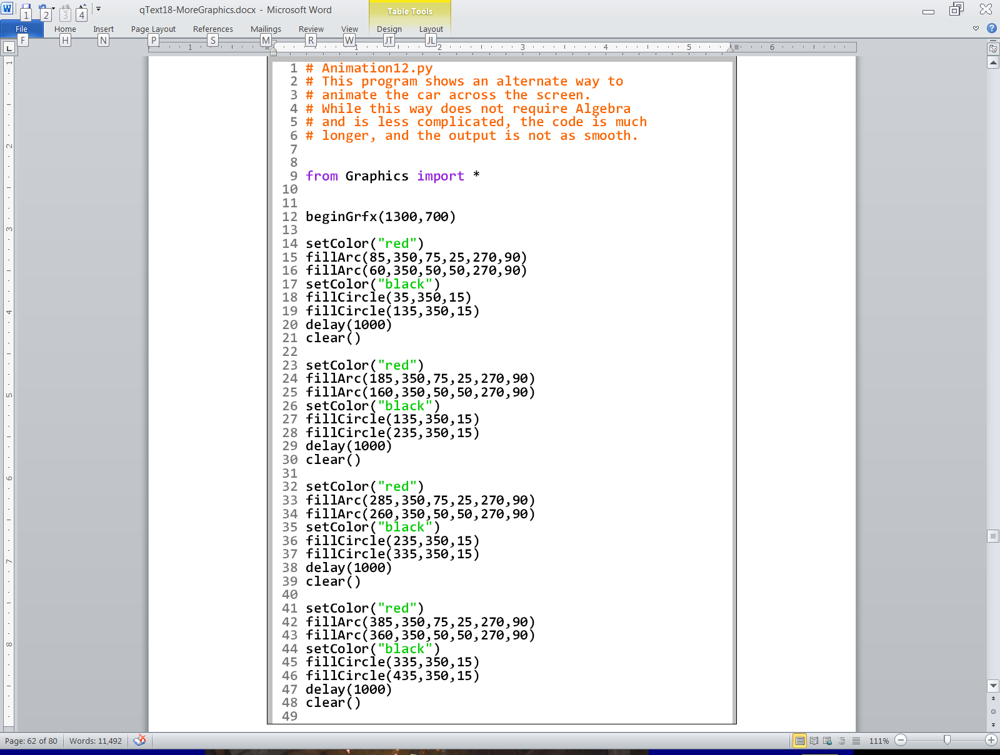 qText18-MoreGraphics.docx - Microsoft Word
Table Tools
1 2 3 4
File Home Insert Page Layout References Mailings Review View Design Layout
F H N P S M R W JT JL
1 1 2 3 4 5 6
1 # Animation12.py
2 # This program shows an alternate way to
3 # animate the car across the screen.
4 # While this way does not require Algebra
5 # and is less complicated, the code is much
6 # longer, and the output is not as smooth.
7
8
9 from Graphics import *
10
11
12 beginGrfx(1300,700)
13
14 setColor("red")
15 fillArc(85,350,75,25,270,90)
16 fillArc(60,350,50,50,270,90)
17 setColor("black")
18 fillCircle(35,350,15)
19 fillCircle(135,350,15)
20 delay(1000)
21 clear()
22
23 setColor("red")
24 fillArc(185,350,75,25,270,90)
25 fillArc(160,350,50,50,270,90)
26 setColor("black")
27 fillCircle(135,350,15)
28 fillCircle(235,350,15)
29 delay(1000)
30 clear()
31
32 setColor("red")
33 fillArc(285,350,75,25,270,90)
34 fillArc(260,350,50,50,270,90)
35 setColor("black")
36 fillCircle(235,350,15)
37 fillCircle(335,350,15)
38 delay(1000)
39 clear()
40
41 setColor("red")
42 fillArc(385,350,75,25,270,90)
43 fillArc(360,350,50,50,270,90)
44 setColor("black")
45 fillCircle(335,350,15)
46 fillCircle(435,350,15)
47 delay(1000)
48 clear()
49
1
2
3
4
5
6
7
8
Page: 62 of 80 Words: 11,492 111%